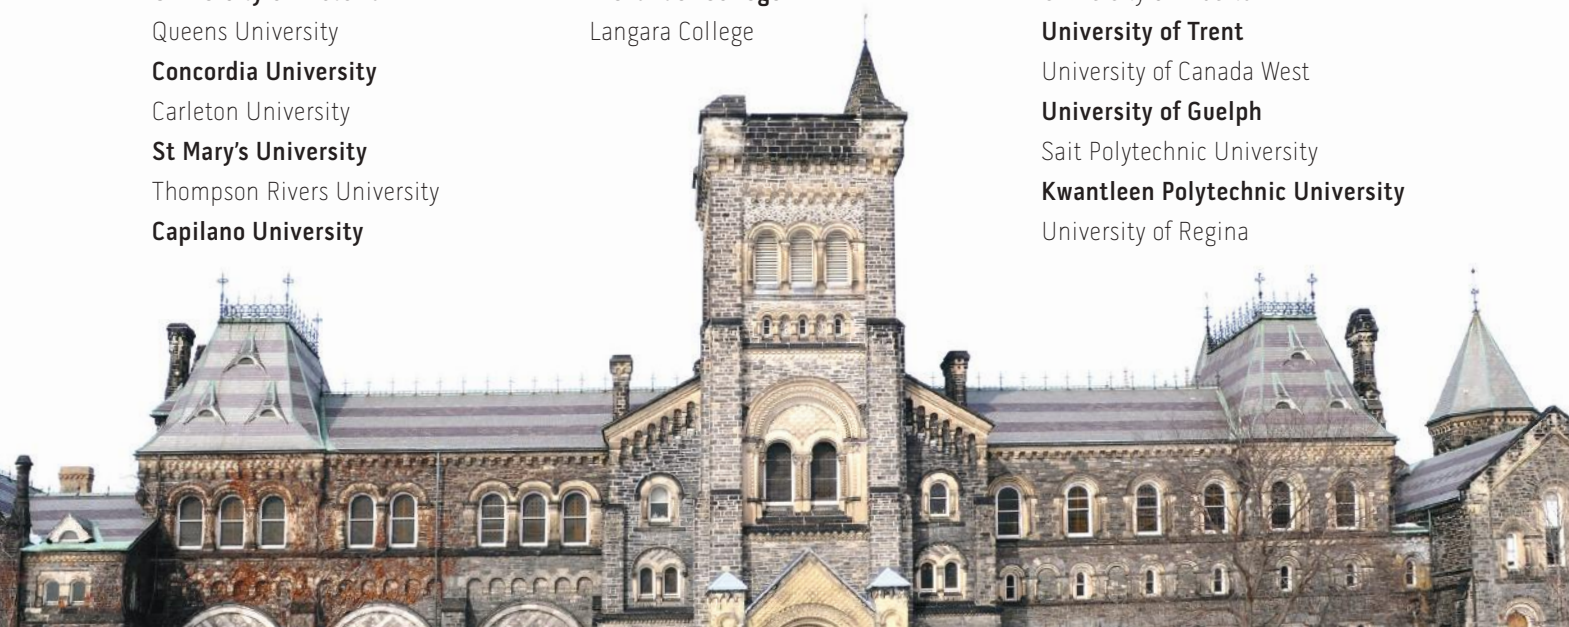 Queens University
Concordia University
Carleton University
St Mary's University
Thompson Rivers University
Capilano University
Langara College
University of Trent
University of Canada West
University of Guelph
Sait Polytechnic University
Kwantleen Polytechnic University
University of Regina